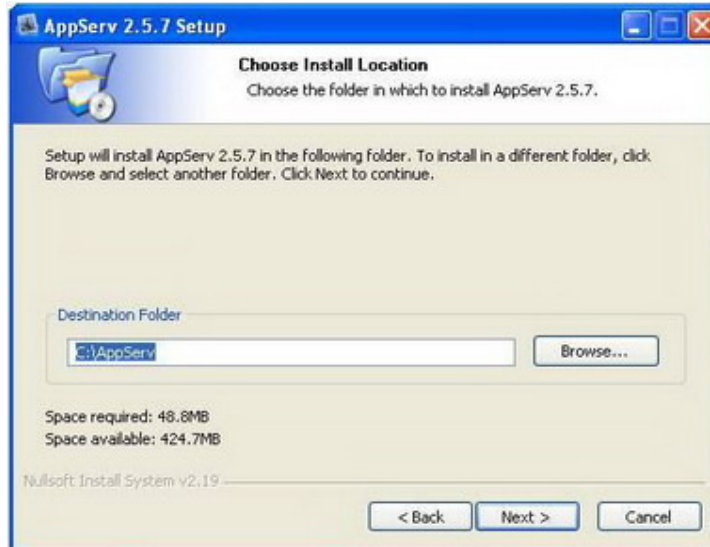 AppServ 2.5.7 Setup
Choose Install Location
Choose the folder in which to install AppServ 2.5.7.
Setup will install AppServ 2.5.7 in the following folder. To install in a different folder, click
Browse and select another folder. Click Next to continue.
Destination Folder
C:\AppServ
Browse...
Space required: 48.8MB
Space available: 424.7MB
Nullsoft Install System v2.19
< Back
Next >
Cancel